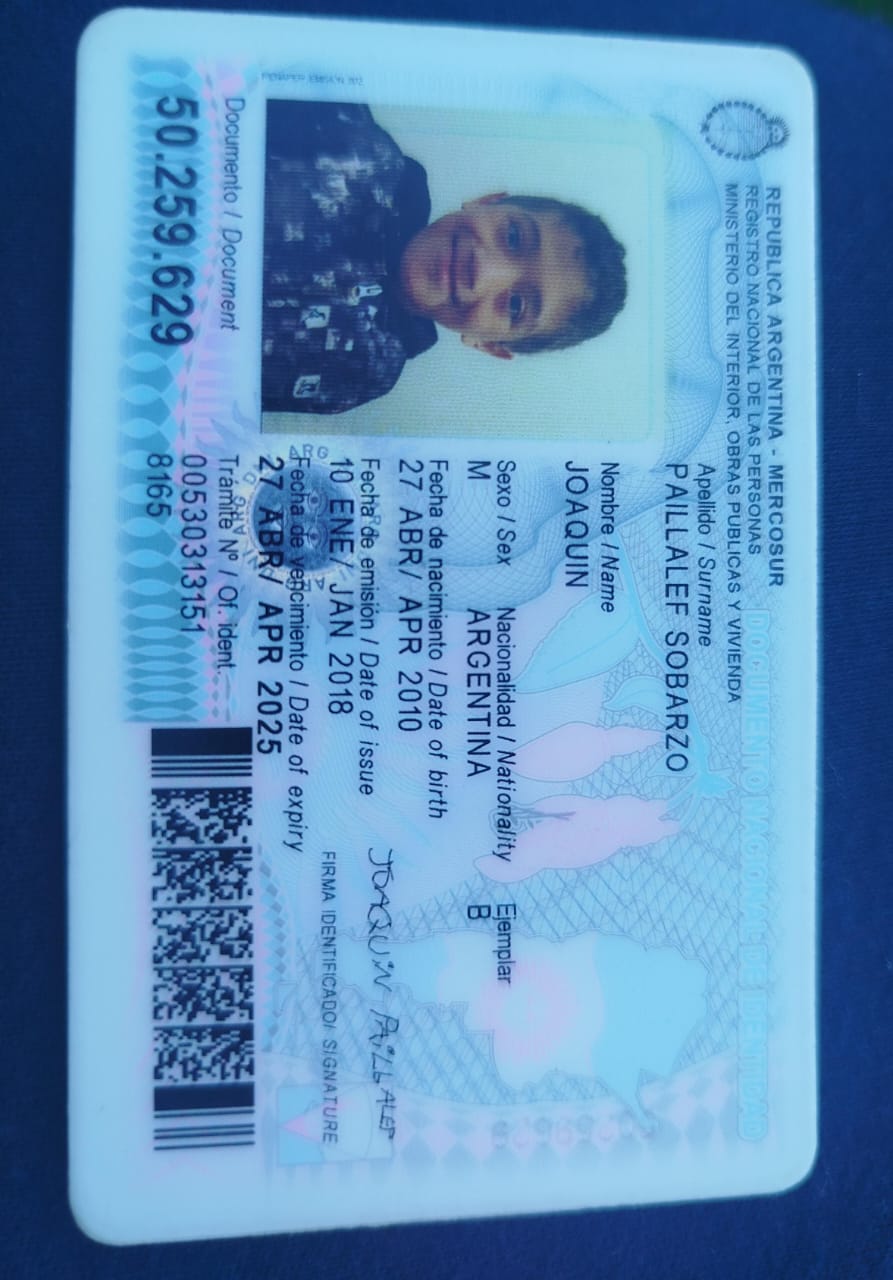 REPUBLICA ARGENTINA - MERCOSUR
REGISTRO NACIONAL DE LAS PERSONAS
MINISTERIO DEL INTERIOR, OBRAS PUBLICAS Y VIVIENDA
DOCUMENTO NACIONAL DE IDENTIDAD
Apellido / Surname
PAILLALEF SOBARZO
Nombre / Name
JOAQUIN
Sexo / Sex Nacionalidad / Nationality Ejemplar
M ARGENTINA B
Fecha de nacimiento / Date of birth
27 ABR/ APR 2010
Fecha de emisión / Date of issue
10 ENE/ JAN 2018
Fecha de vencimiento / Date of expiry
27 ABR/ APR 2025
JOAQUIN PAILLALEF
FIRMA IDENTIFICADO/ SIGNATURE
Documento / Document
50.259.629
Trámite Nº / Of. ident.
00530313151
8165